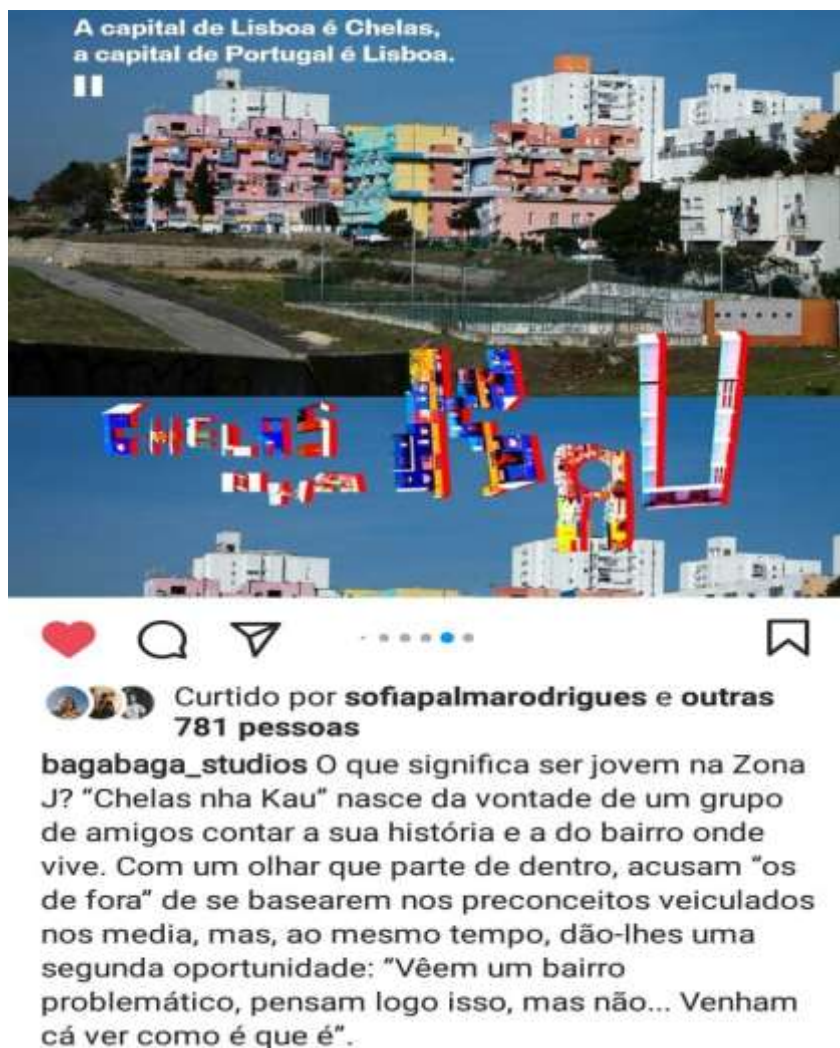 A capital de Lisboa é Chelas,
a capital de Portugal é Lisboa.
CHELAS
nha
KaU
Curtido por sofiapalmarodrigues e outras
781 pessoas
bagabaga_studios O que significa ser jovem na Zona
J? “Chelas nha Kau” nasce da vontade de um grupo
de amigos contar a sua história e a do bairro onde
vive. Com um olhar que parte de dentro, acusam “os
de fora” de se basearem nos preconceitos veiculados
nos media, mas, ao mesmo tempo, dão-lhes uma
segunda oportunidade: “Vêem um bairro
problemático, pensam logo isso, mas não... Venham
cá ver como é que é”.